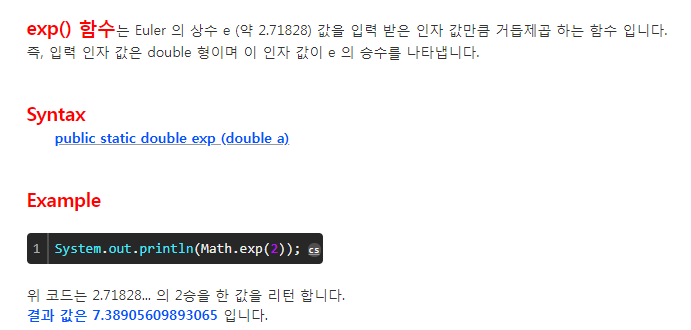 exp() 함수는 Euler 의 상수 e (약 2.71828) 값을 입력 받은 인자 값만큼 거듭제곱 하는 함수 입니다.
즉, 입력 인자 값은 double 형이며 이 인자 값이 e 의 승수를 나타냅니다.
Syntax
public static double exp (double a)
Example
1 System.out.println(Math.exp(2)); cs
위 코드는 2.71828... 의 2승을 한 값을 리턴 합니다.
결과 값은 7.38905609893065 입니다.